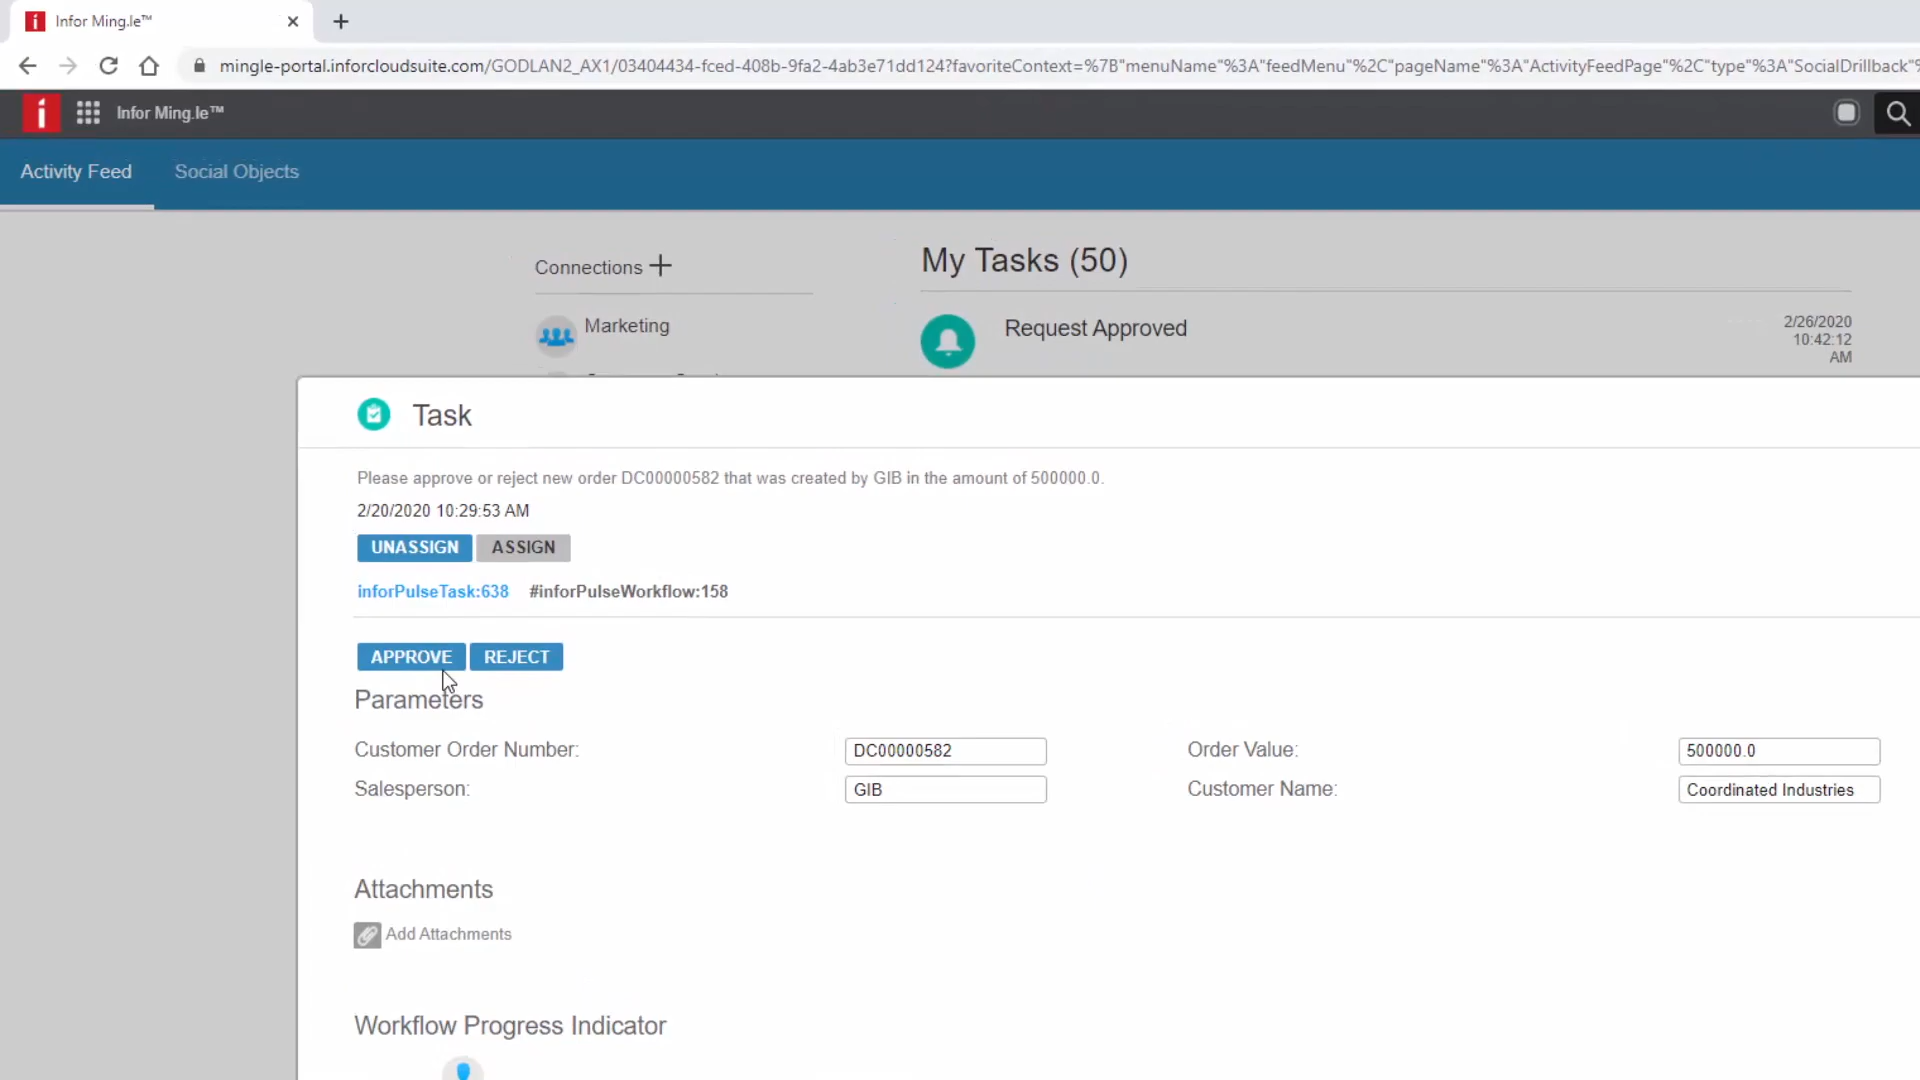 Infor Ming.le™
mingle-portal.inforcloudsuite.com/GODLAN2_AX1/03404434-fced-408b-9fa2-4ab3e71dd124?favoriteContext=%7B"menuName"%3A"feedMenu"%2C"pageName"%3A"ActivityFeedPage"%2C"type"%3A"SocialDrillback"%
Infor Ming.le™
Activity Feed Social Objects
Connections
My Tasks (50)
Marketing
Request Approved
2/26/2020
10:42:12
AM
Task
Please approve or reject new order DC00000582 that was created by GIB in the amount of 500000.0.
2/20/2020 10:29:53 AM
UNASSIGN ASSIGN
inforPulseTask:638 #inforPulseWorkflow:158
APPROVE REJECT
Parameters
Customer Order Number: DC00000582 Order Value: 500000.0
Salesperson: GIB Customer Name: Coordinated Industries
Attachments
Add Attachments
Workflow Progress Indicator